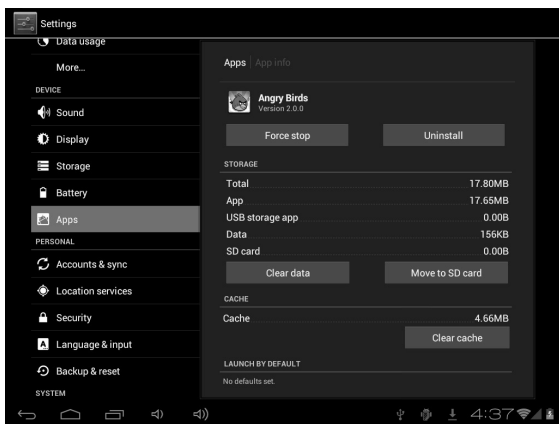 Settings
Data usage
More...
DEVICE
Sound
Display
Storage
Battery
Apps
PERSONAL
Accounts & sync
Location services
Security
Language & input
Backup & reset
SYSTEM
Apps App info
Angry Birds
Version 2.0.0
Force stop Uninstall
STORAGE
Total 17.80MB
App 17.65MB
USB storage app 0.00B
Data 156KB
SD card 0.00B
Clear data Move to SD card
CACHE
Cache 4.66MB
Clear cache
LAUNCH BY DEFAULT
No defaults set.
4:37